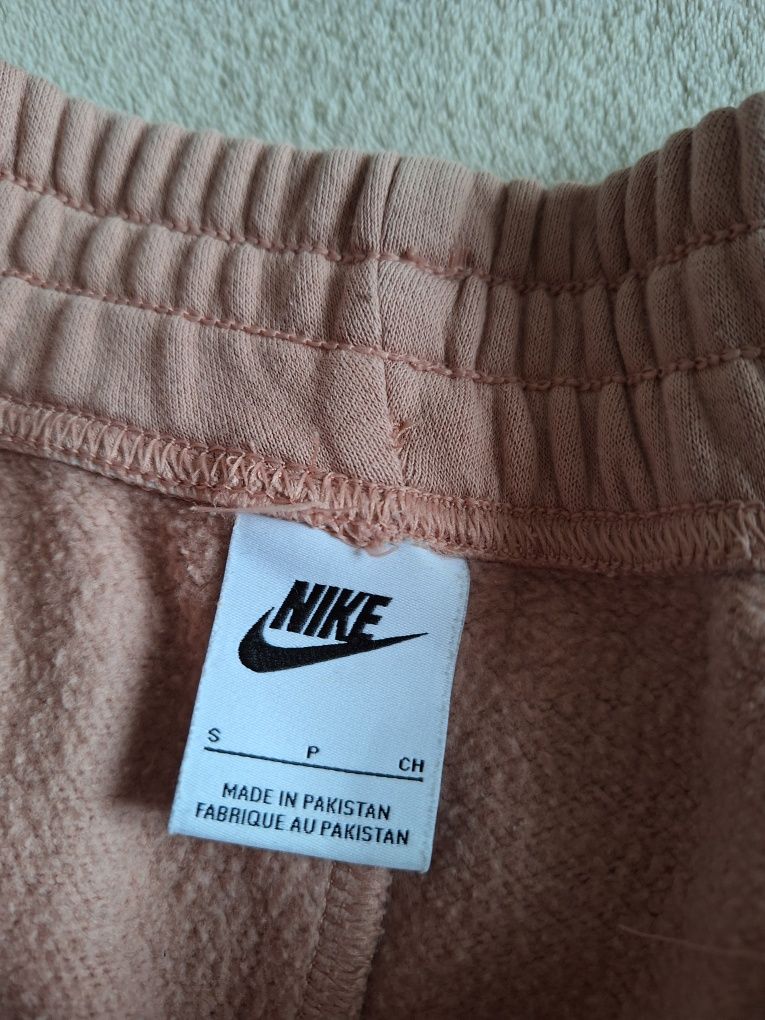 NIKE
S P CH
MADE IN PAKISTAN
FABRIQUE AU PAKISTAN